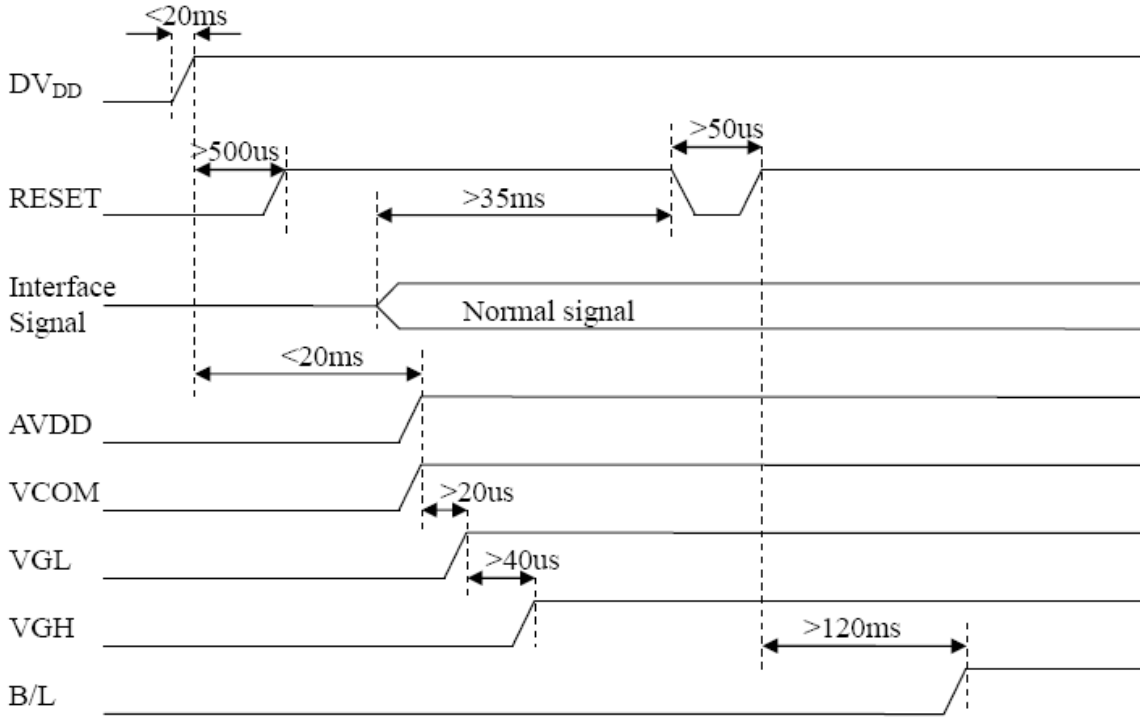 <20ms
DVDD
>50us
>500us
RESET
>35ms
Interface
Signal
Normal signal
<20ms
AVDD
VCOM
>20us
VGL
>40us
VGH
>120ms
B/L